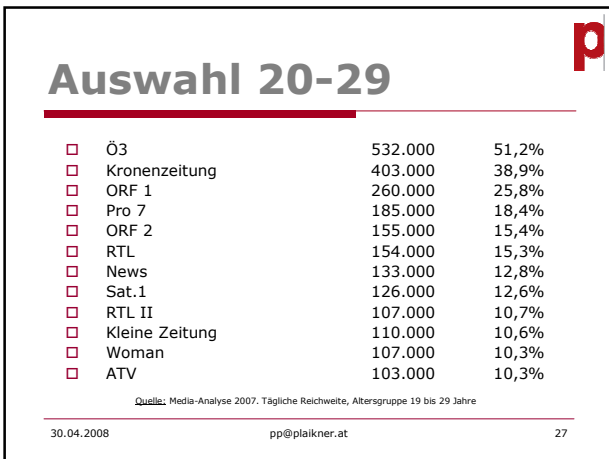 p
Auswahl 20-29
Ö3 532.000 51,2%
Kronenzeitung 403.000 38,9%
ORF 1 260.000 25,8%
Pro 7 185.000 18,4%
ORF 2 155.000 15,4%
RTL 154.000 15,3%
News 133.000 12,8%
Sat.1 126.000 12,6%
RTL II 107.000 10,7%
Kleine Zeitung 110.000 10,6%
Woman 107.000 10,3%
ATV 103.000 10,3%
Quelle: Media-Analyse 2007. Tägliche Reichweite, Altersgruppe 19 bis 29 Jahre
30.04.2008 pp@plaikner.at 27